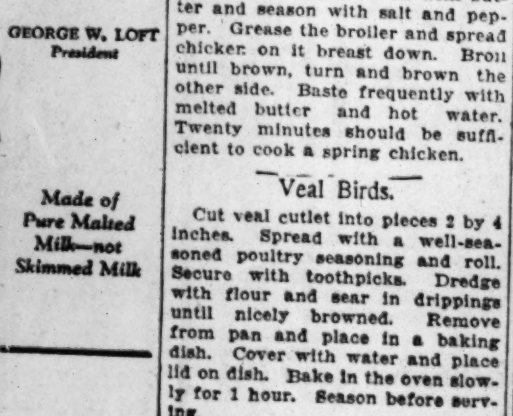 GEORGE W. LOFT
President
Made of
Pure Malted
Milk—not
Skimmed Milk
ter and season with salt and pep-
per. Grease the broiler and spread
chicken on it breast down. Broil
until brown, turn and brown the
other side. Baste frequently with
melted butter and hot water.
Twenty minutes should be suffi-
cient to cook a spring chicken.
Veal Birds.
Cut veal cutlet into pieces 2 by 4
inches. Spread with a well-sea-
soned poultry seasoning and roll.
Secure with toothpicks. Dredge
with flour and sear in drippings
until nicely browned. Remove
from pan and place in a baking
dish. Cover with water and place
lid on dish. Bake in the oven slow-
ly for 1 hour. Season before serv-
ing.